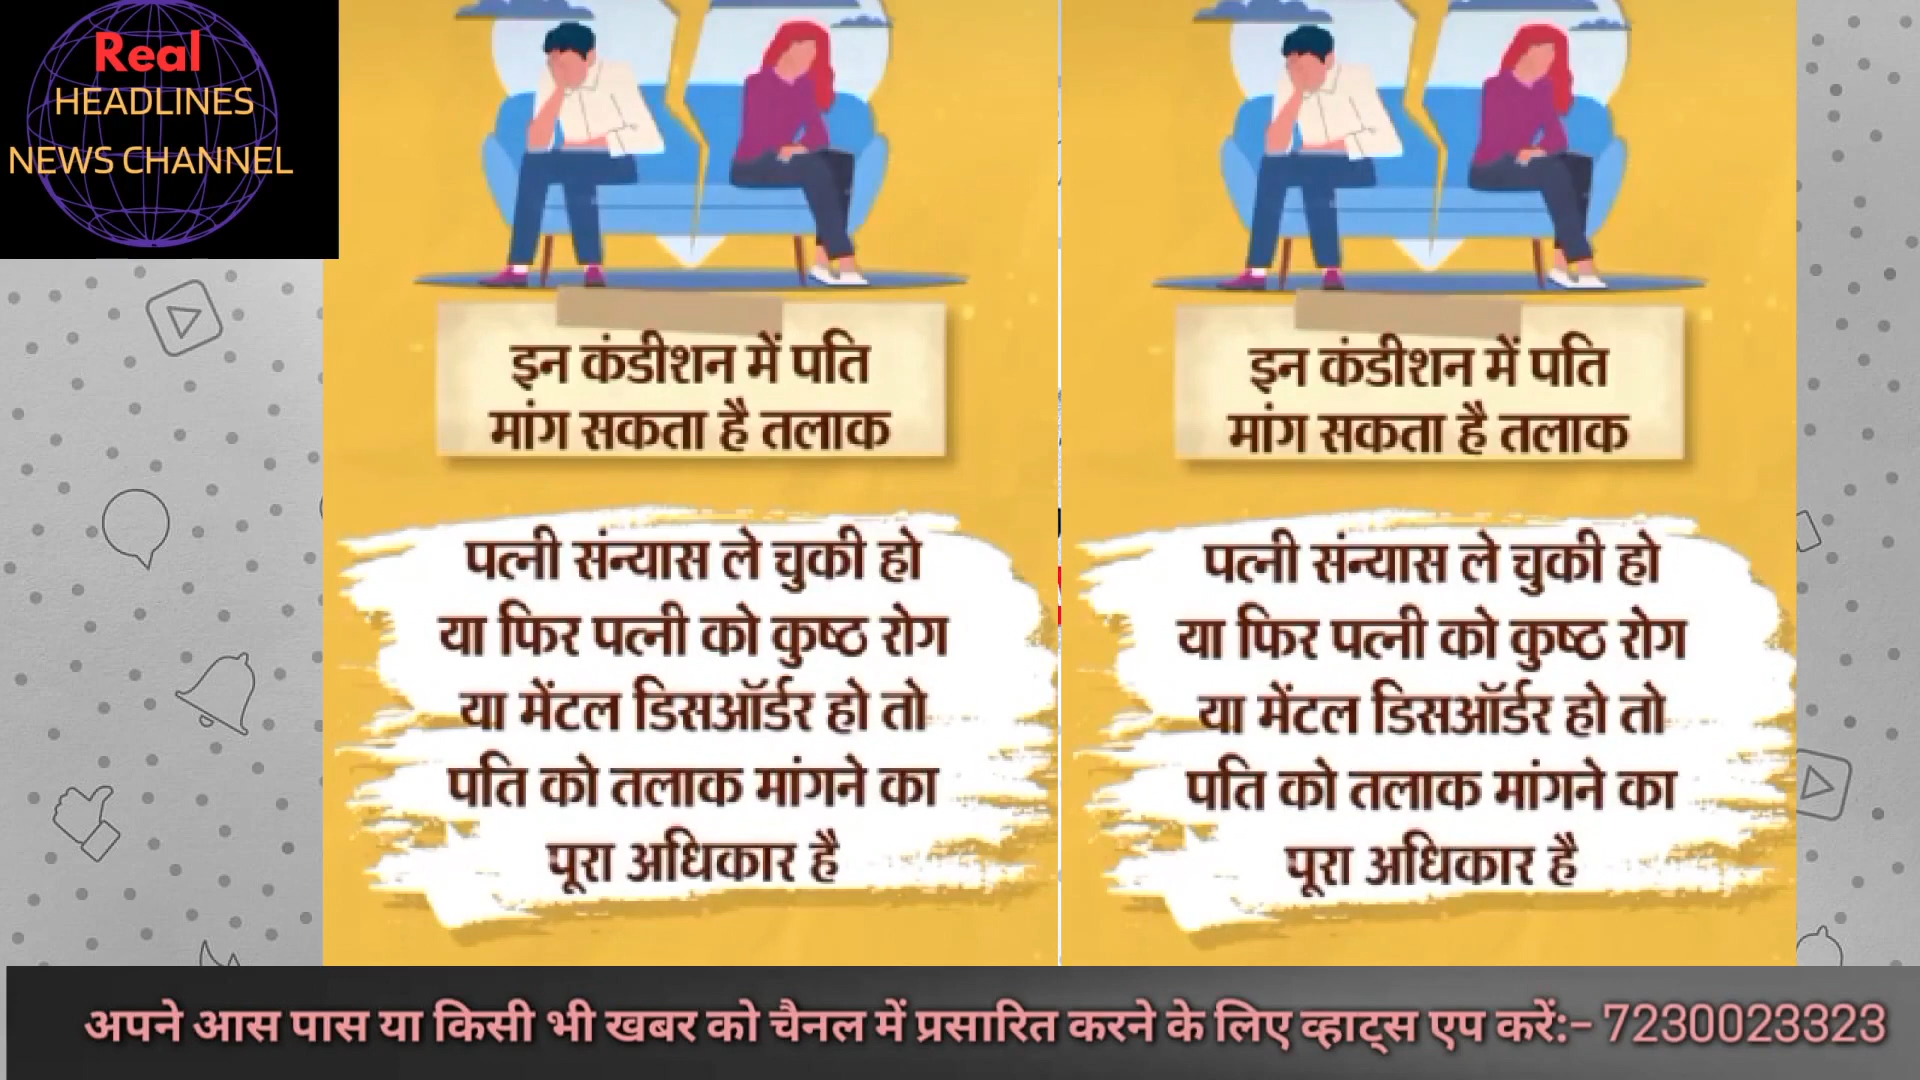 Real
HEADLINES
NEWS CHANNEL
इन कंडीशन में पति
मांग सकता है तलाक
पत्नी संन्यास ले चुकी हो
या फिर पत्नी को कुष्ठ रोग
या मेंटल डिसऑर्डर हो तो
पति को तलाक मांगने का
पूरा अधिकार है
इन कंडीशन में पति
मांग सकता है तलाक
पत्नी संन्यास ले चुकी हो
या फिर पत्नी को कुष्ठ रोग
या मेंटल डिसऑर्डर हो तो
पति को तलाक मांगने का
पूरा अधिकार है
अपने आस पास या किसी भी खबर को चैनल में प्रसारित करने के लिए व्हाट्स एप करें:- 7230023323